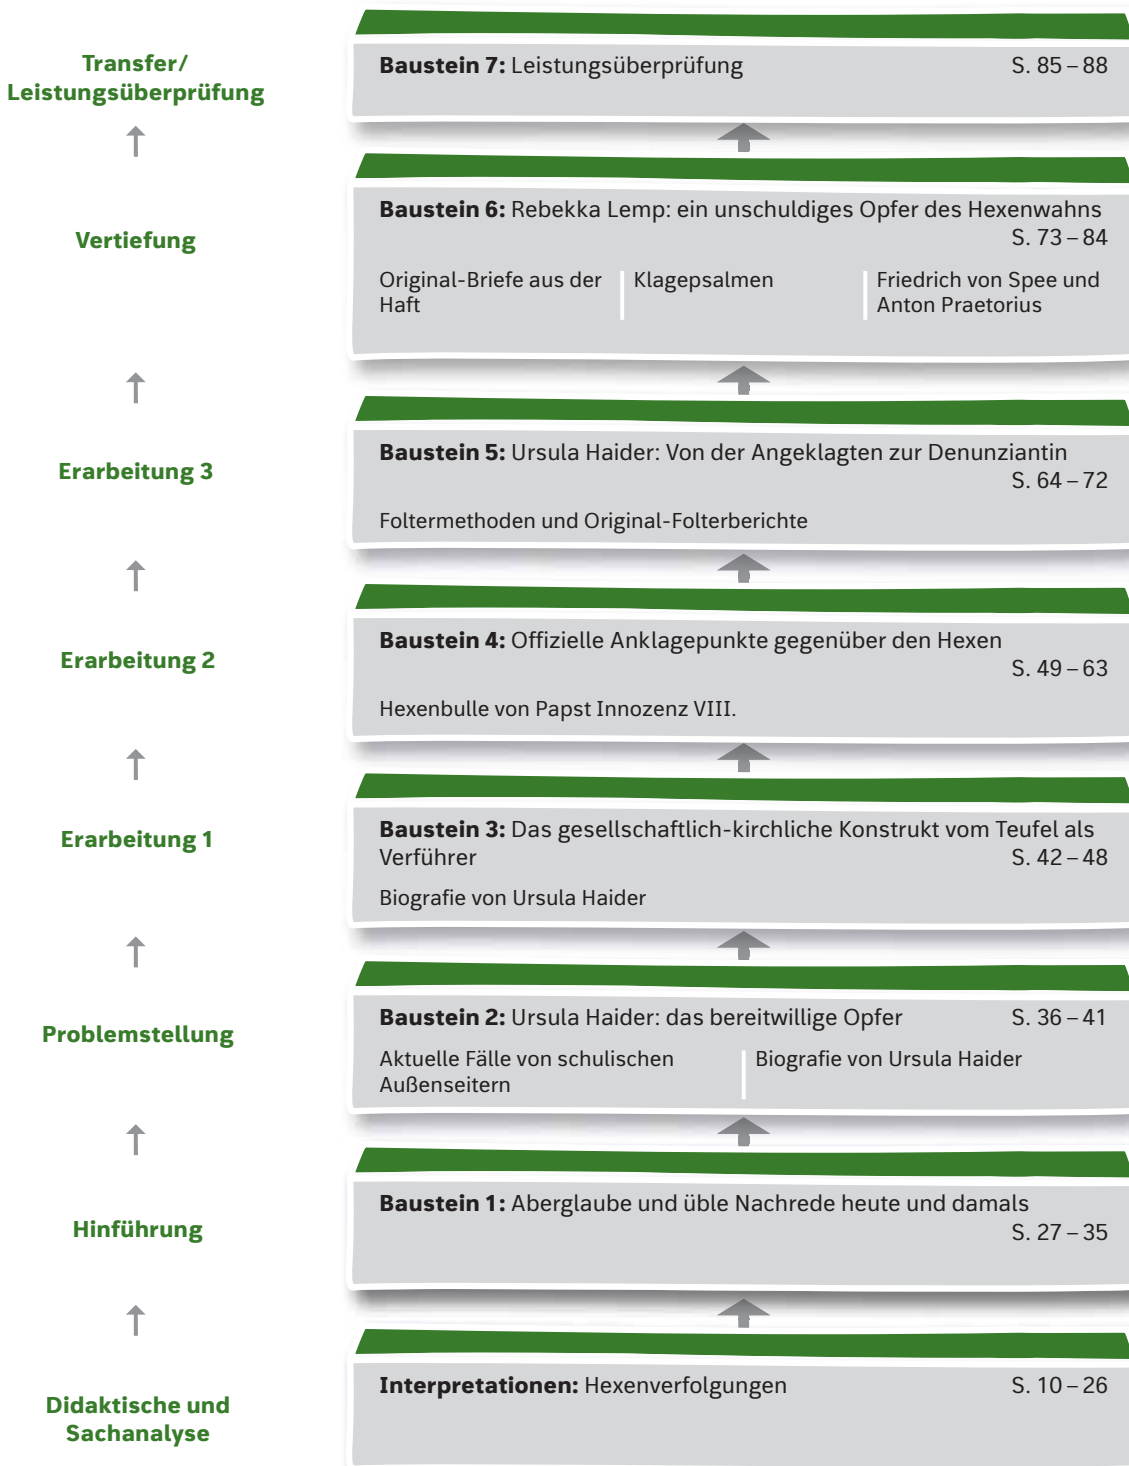 Transfer/
Leistungsüberprüfung
Baustein 7: Leistungsüberprüfung S. 85 – 88
↑
Vertiefung
Baustein 6: Rebekka Lemp: ein unschuldiges Opfer des Hexenwahns
S. 73 – 84
Original-Briefe aus der
Haft
Klagepsalmen
Friedrich von Spee und
Anton Praetorius
↑
Erarbeitung 3
Baustein 5: Ursula Haider: Von der Angeklagten zur Denunziantin
S. 64 – 72
Foltermethoden und Original-Folterberichte
↑
Erarbeitung 2
Baustein 4: Offizielle Anklagepunkte gegenüber den Hexen
S. 49 – 63
Hexenbulle von Papst Innozenz VIII.
↑
Erarbeitung 1
Baustein 3: Das gesellschaftlich-kirchliche Konstrukt vom Teufel als
Verführer S. 42 – 48
Biografie von Ursula Haider
↑
Problemstellung
Baustein 2: Ursula Haider: das bereitwillige Opfer S. 36 – 41
Aktuelle Fälle von schulischen
Außenseitern
Biografie von Ursula Haider
↑
Hinführung
Baustein 1: Aberglaube und üble Nachrede heute und damals
S. 27 – 35
↑
Didaktische und
Sachanalyse
Interpretationen: Hexenverfolgungen S. 10 – 26